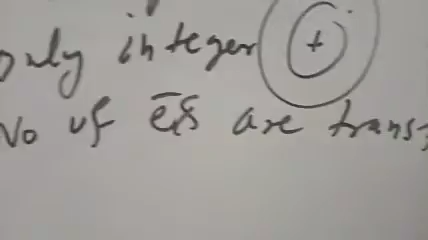 only integer +
No of e̅s are trans